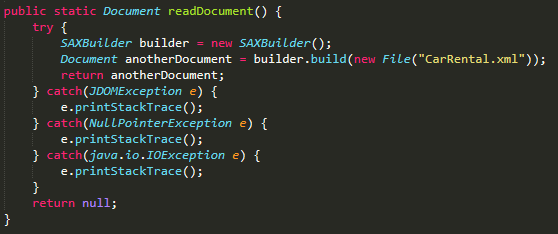 public static Document readDocument() {
    try {
        SAXBuilder builder = new SAXBuilder();
        Document anotherDocument = builder.build(new File("CarRental.xml"));
        return anotherDocument;
    } catch(JDOMException e) {
        e.printStackTrace();
    } catch(NullPointerException e) {
        e.printStackTrace();
    } catch(java.io.IOException e) {
        e.printStackTrace();
    }
    return null;
}